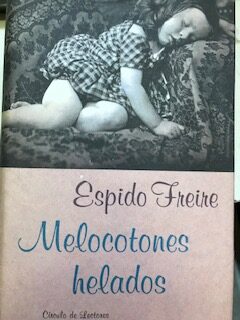 Espido Freire
Melocotones
helados
Círculo de Lectores